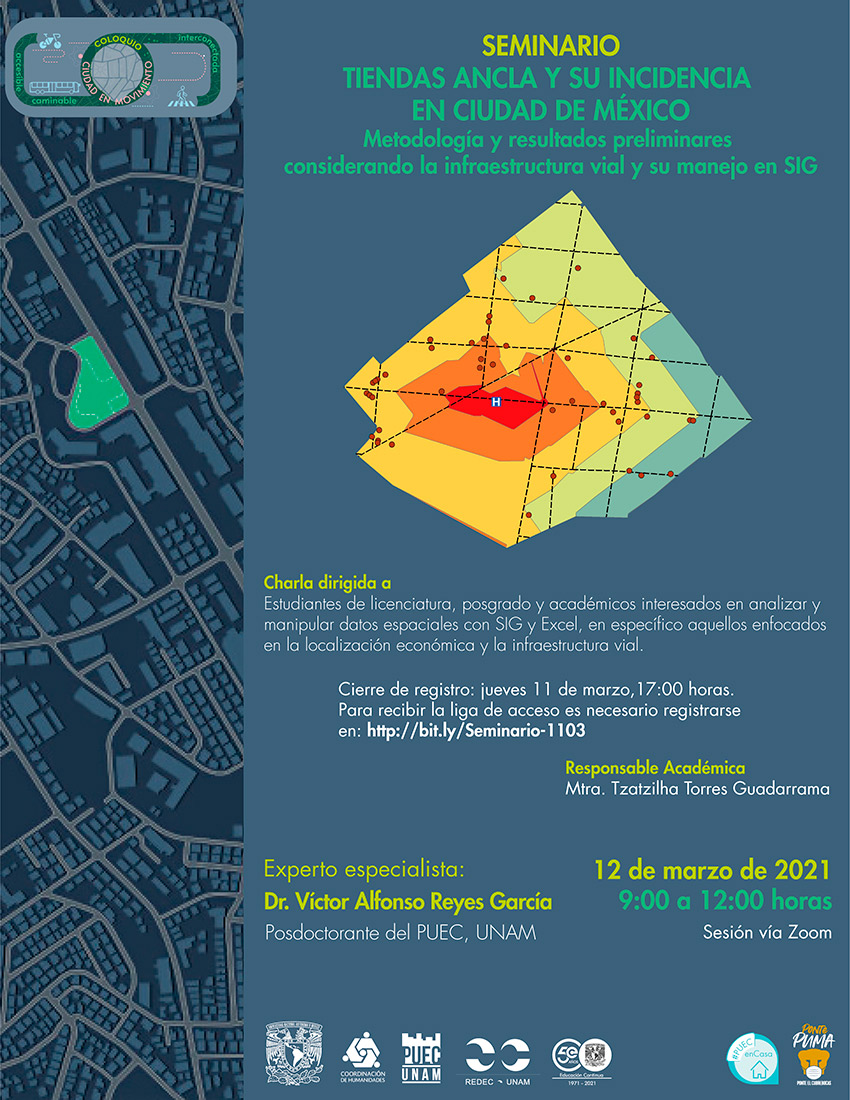 COLOQUIO
CIUDAD EN MOVIMIENTO
interconectada
accesible
caminable
SEMINARIO
TIENDAS ANCLA Y SU INCIDENCIA
EN CIUDAD DE MÉXICO
Metodología y resultados preliminares
considerando la infraestructura vial y su manejo en SIG
H
Charla dirigida a
Estudiantes de licenciatura, posgrado y académicos interesados en analizar y
manipular datos espaciales con SIG y Excel, en específico aquellos enfocados
en la localización económica y la infraestructura vial.
Cierre de registro: jueves 11 de marzo,17:00 horas.
Para recibir la liga de acceso es necesario registrarse
en: http://bit.ly/Seminario-1103
Responsable Académica
Mtra. Tzatzilha Torres Guadarrama
Experto especialista:
Dr. Víctor Alfonso Reyes García
Posdoctorante del PUEC, UNAM
12 de marzo de 2021
9:00 a 12:00 horas
Sesión vía Zoom
COORDINACIÓN
DE HUMANIDADES
PUEC
UNAM
REDEC UNAM
Educación Continua
1971 - 2021
#PUEC
enCasa
PONTE
PUMA
PONTE EL CUBREBOCAS